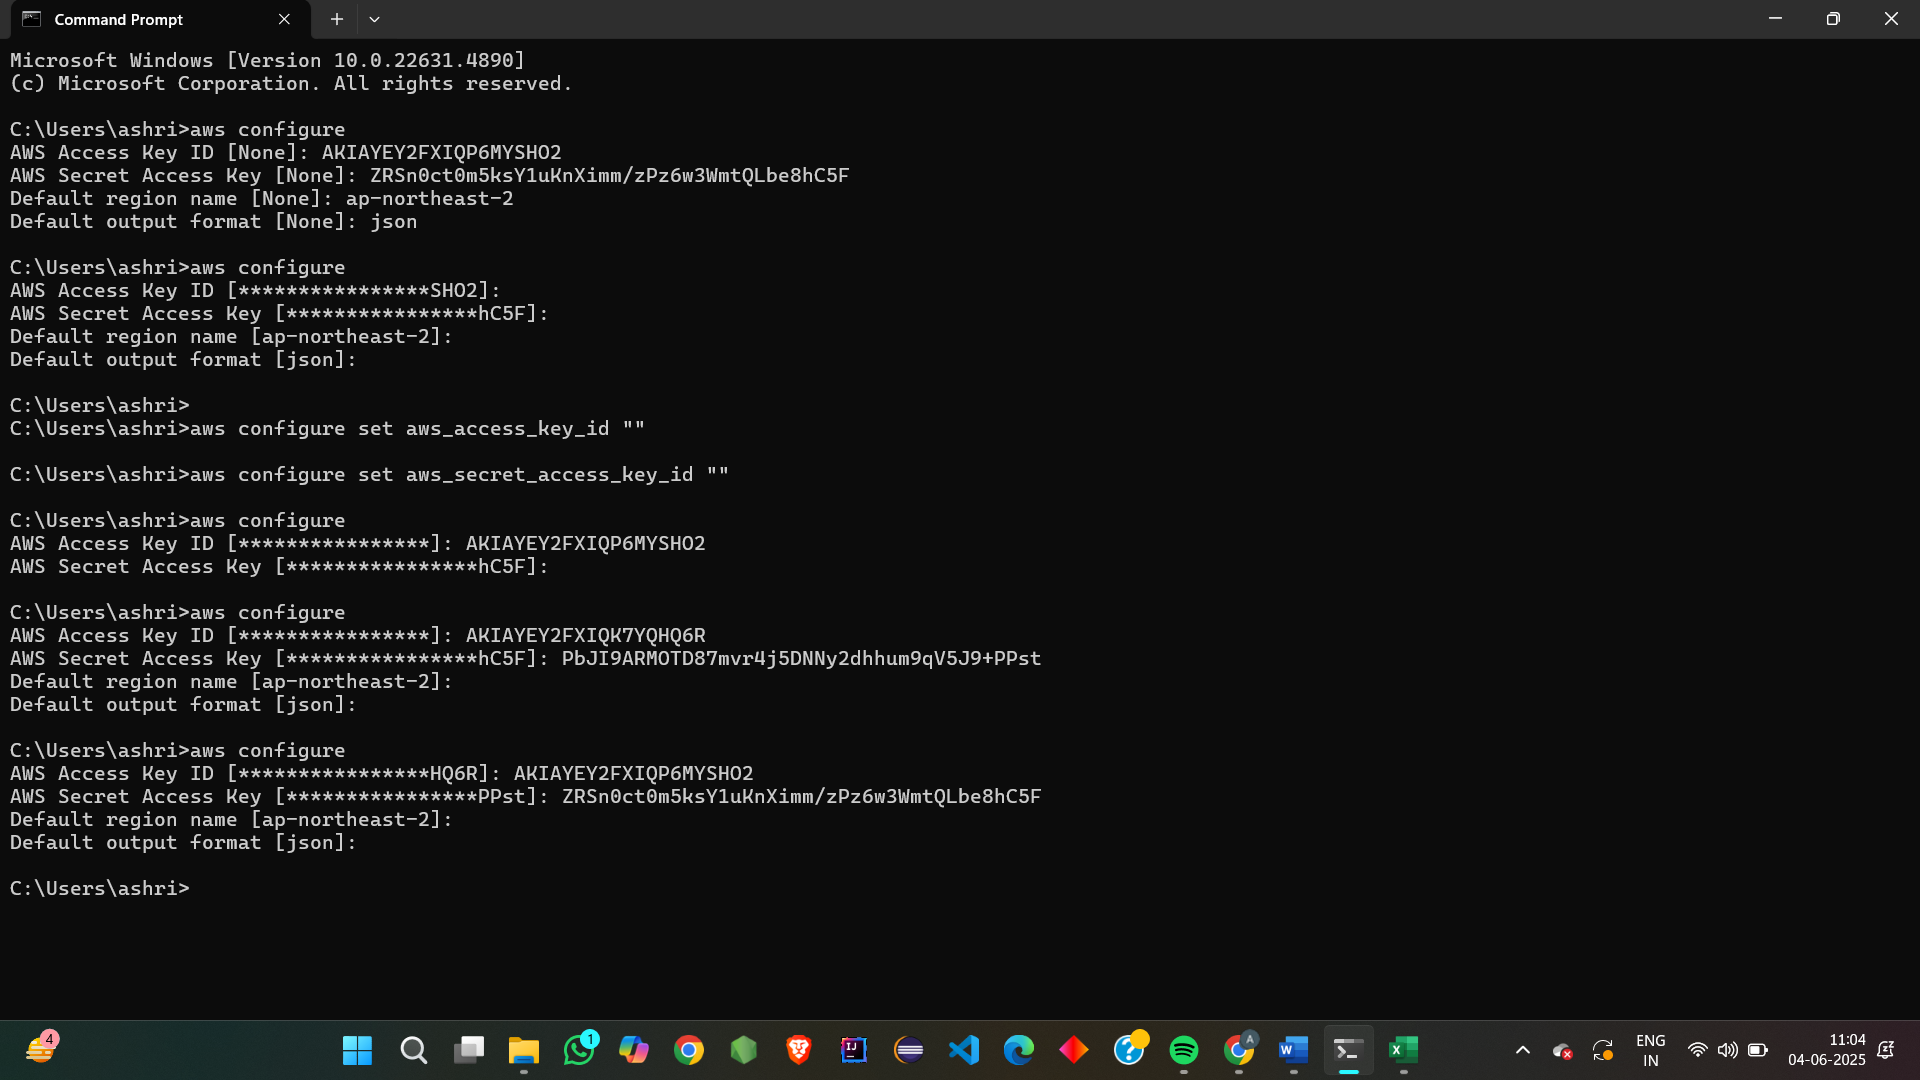 Command Prompt
Microsoft Windows [Version 10.0.22631.4890]
(c) Microsoft Corporation. All rights reserved.
C:\Users\ashri>aws configure
AWS Access Key ID [None]: AKIAYEY2FXIQP6MYSHO2
AWS Secret Access Key [None]: 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
Default region name [None]: ap-northeast-2
Default output format [None]: json
C:\Users\ashri>aws configure
AWS Access Key ID [****************SHO2]:
AWS Secret Access Key [****************hC5F]:
Default region name [ap-northeast-2]:
Default output format [json]:
C:\Users\ashri>
C:\Users\ashri>aws configure set aws_access_key_id ""
C:\Users\ashri>aws configure set aws_secret_access_key_id ""
C:\Users\ashri>aws configure
AWS Access Key ID [****************]: AKIAYEY2FXIQP6MYSHO2
AWS Secret Access Key [****************hC5F]:
C:\Users\ashri>aws configure
AWS Access Key ID [****************]: AKIAYEY2FXIQK7YQHQ6R
AWS Secret Access Key [****************hC5F]: 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
Default region name [ap-northeast-2]:
Default output format [json]:
C:\Users\ashri>aws configure
AWS Access Key ID [****************HQ6R]: AKIAYEY2FXIQP6MYSHO2
AWS Secret Access Key [****************PPst]: 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
Default region name [ap-northeast-2]:
Default output format [json]:
C:\Users\ashri>
4
1
IJ
A
W
X
ENG
IN
11:04
04-06-2025